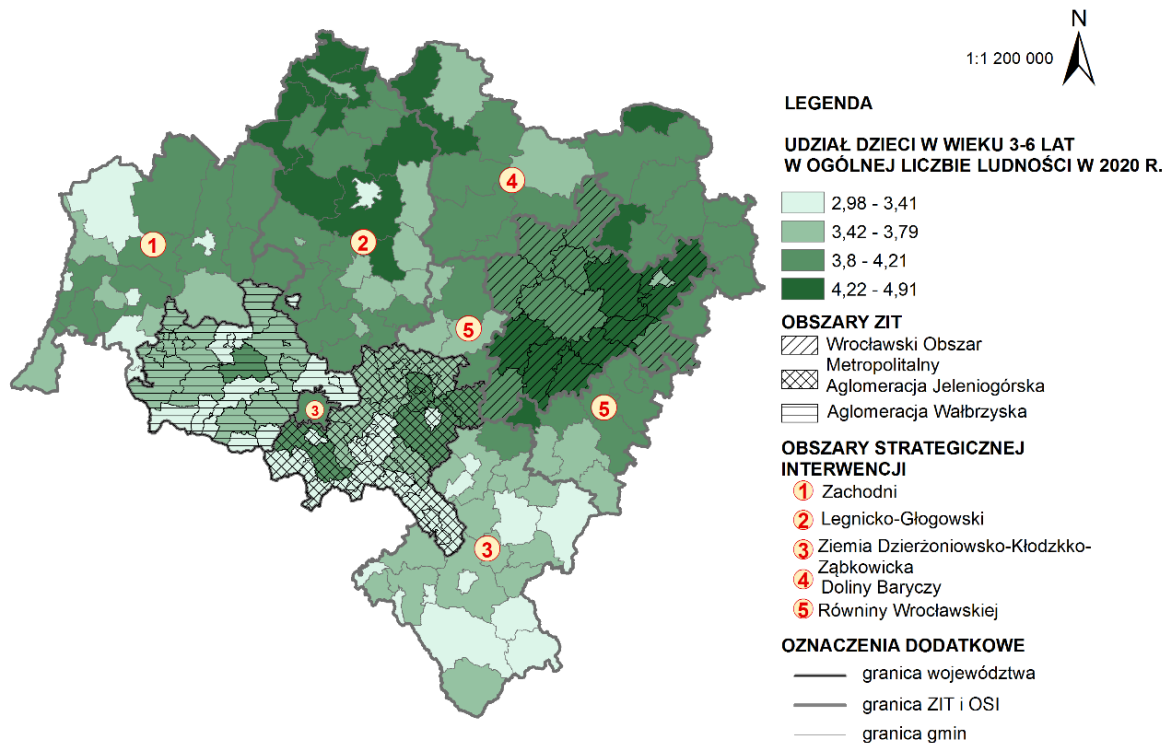 N
1:1 200 000
LEGENDA
UDZIAŁ DZIECI W WIEKU 3-6 LAT
W OGÓLNEJ LICZBIE LUDNOŚCI W 2020 R.
2,98 - 3,41
3,42 - 3,79
3,8 - 4,21
4,22 - 4,91
OBSZARY ZIT
Wrocławski Obszar
Metropolitalny
Aglomeracja Jeleniogórska
Aglomeracja Wałbrzyska
OBSZARY STRATEGICZNEJ
INTERWENCJI
1 Zachodni
2 Legnicko-Głogowski
3 Ziemia Dzierżoniowsko-Kłodzkko-
Ząbkowicka
4 Doliny Baryczy
5 Równiny Wrocławskiej
OZNACZENIA DODATKOWE
granica województwa
granica ZIT i OSI
granica gmin
4
1
2
5
3
5
3